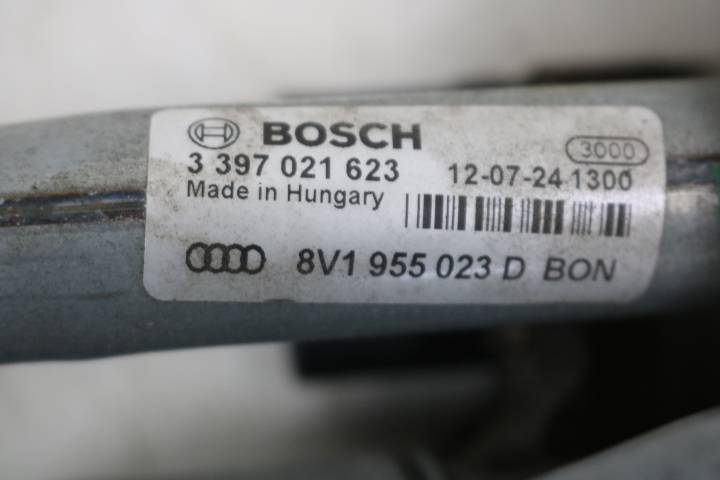 BOSCH
3000
3 397 021 623 12-07-24 1300
Made in Hungary
8V1 955 023 D BON